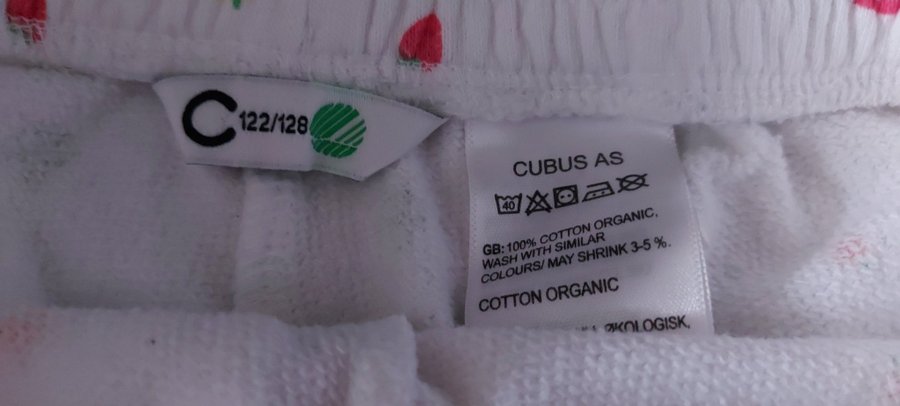 C 122/128
CUBUS AS
40
GB: 100% COTTON ORGANIC.
WASH WITH SIMILAR
COLOURS/ MAY SHRINK 3-5 %.
COTTON ORGANIC
ØKOLOGISK,